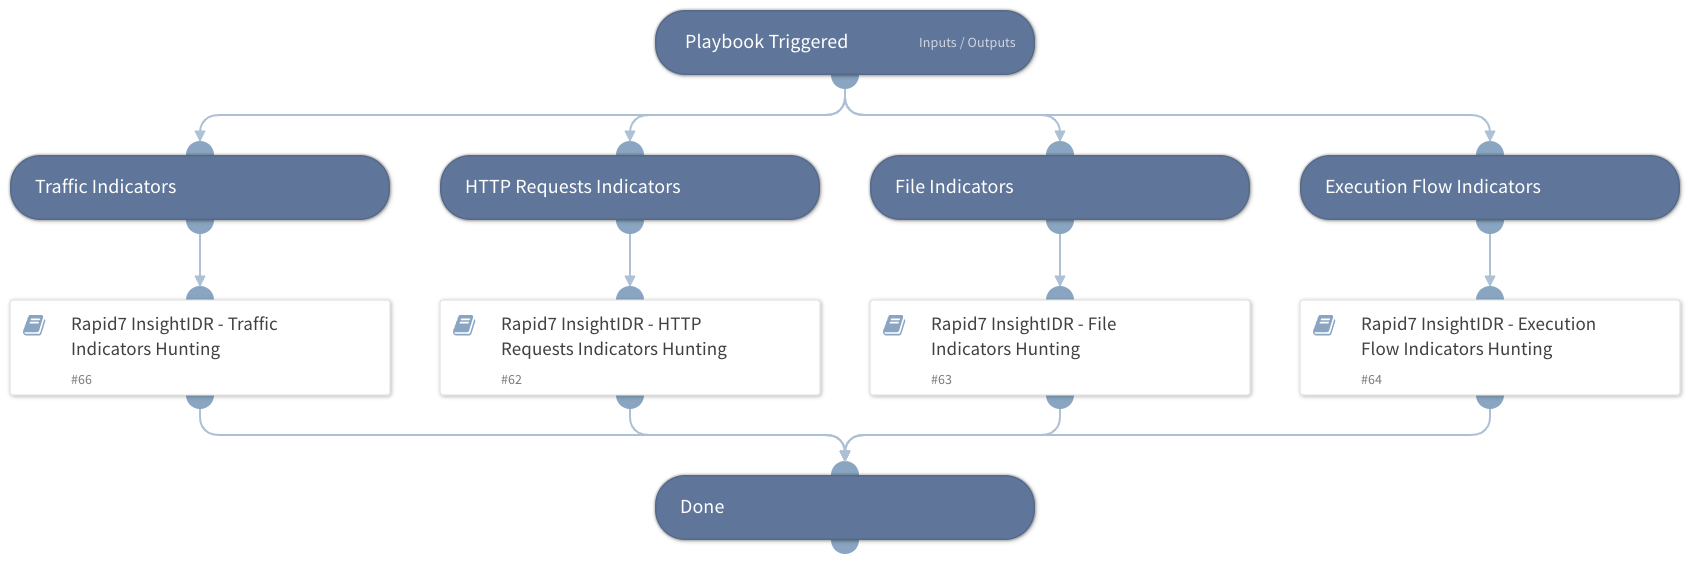 Playbook Triggered
Inputs / Outputs
Traffic Indicators
HTTP Requests Indicators
File Indicators
Execution Flow Indicators
Rapid7 InsightIDR - Traffic
Indicators Hunting
#66
Rapid7 InsightIDR - HTTP
Requests Indicators Hunting
#62
Rapid7 InsightIDR - File
Indicators Hunting
#63
Rapid7 InsightIDR - Execution
Flow Indicators Hunting
#64
Done